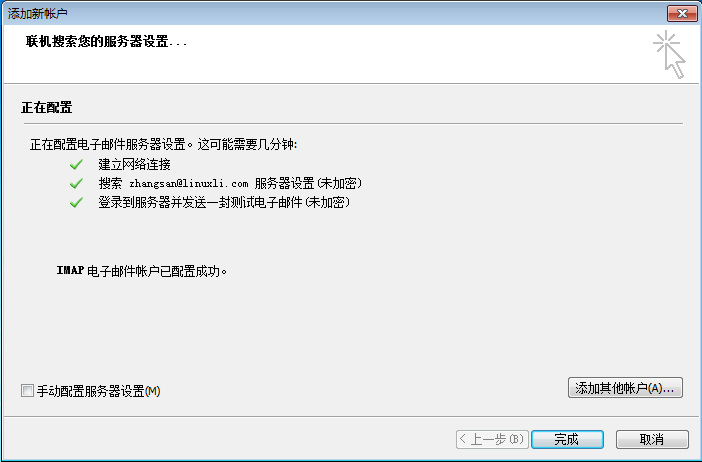 添加新帐户
联机搜索您的服务器设置...
正在配置
正在配置电子邮件服务器设置。这可能需要几分钟:
建立网络连接
搜索 zhangsan@linuxli.com 服务器设置(未加密)
登录到服务器并发送一封测试电子邮件(未加密)
IMAP 电子邮件帐户已配置成功。
手动配置服务器设置(M)
添加其他帐户(A)...
< 上一步(B)
完成
取消